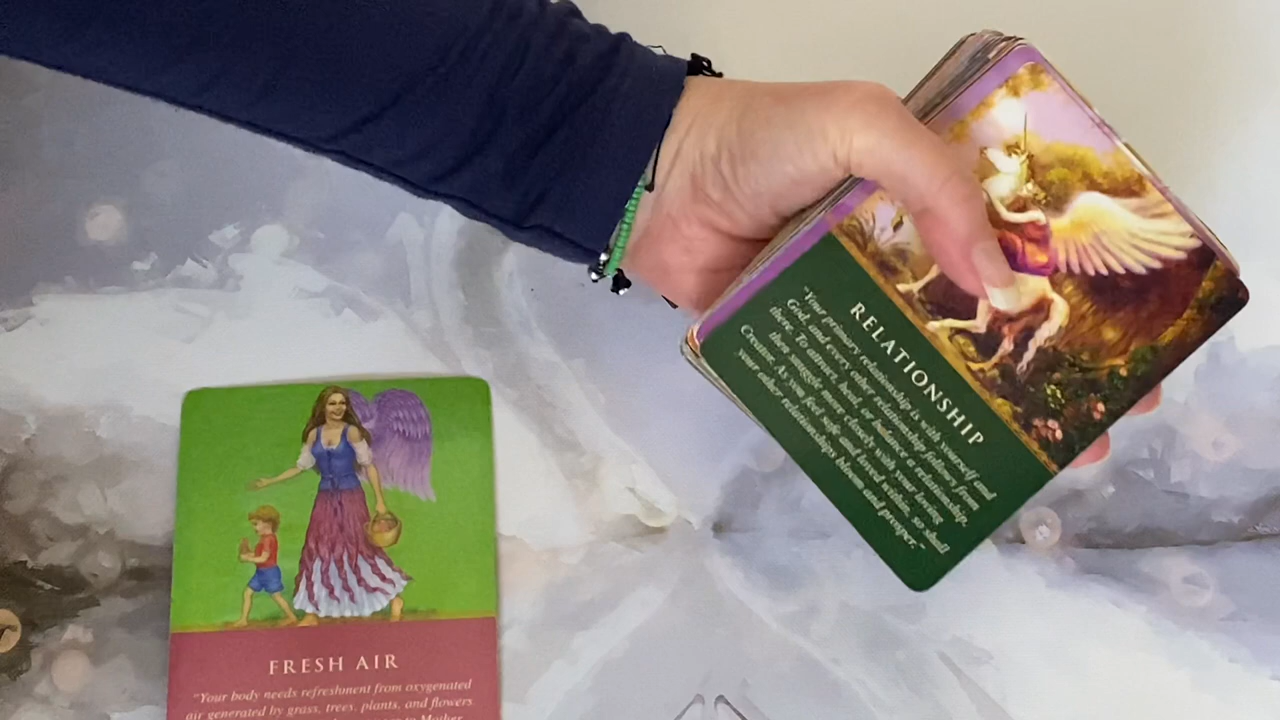 RELATIONSHIP
"Your primary relationship is with yourself and
God, and every other relationship follows from
there. To attract, heal, or balance a relationship,
then snuggle more closely with your loving
Creator. As you feel safe and loved within, so shall
your other relationships bloom and prosper."
FRESH AIR
"Your body needs refreshment from oxygenated
air generated by grass, trees, plants, and flowers.
to Mother